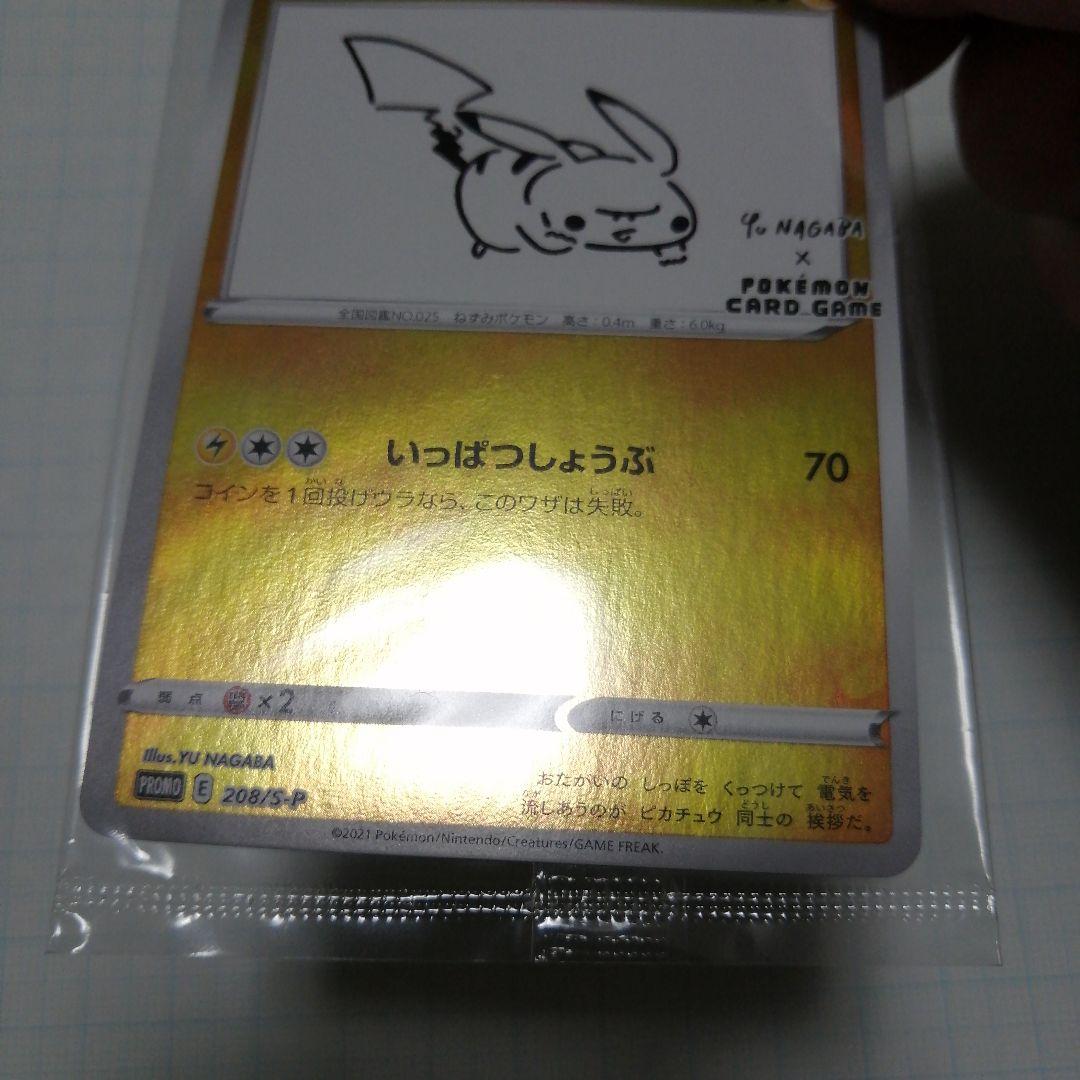 Yu NAGABA
×
POKÉMON
CARD GAME
全国図鑑NO.025 ねずみポケモン 高さ:0.4m 重さ:6.0kg
いっぱつしょうぶ 70
コインを1回投げウラなら、このワザは失敗。
弱点 ×2
にげる
Illus.YU NAGABA
PROMO E 208/S-P
おたがいの しっぽを くっつけて 電気を
流しあうのが ピカチュウ 同士の 挨拶だ。
©2021 Pokémon/Nintendo/Creatures/GAME FREAK.